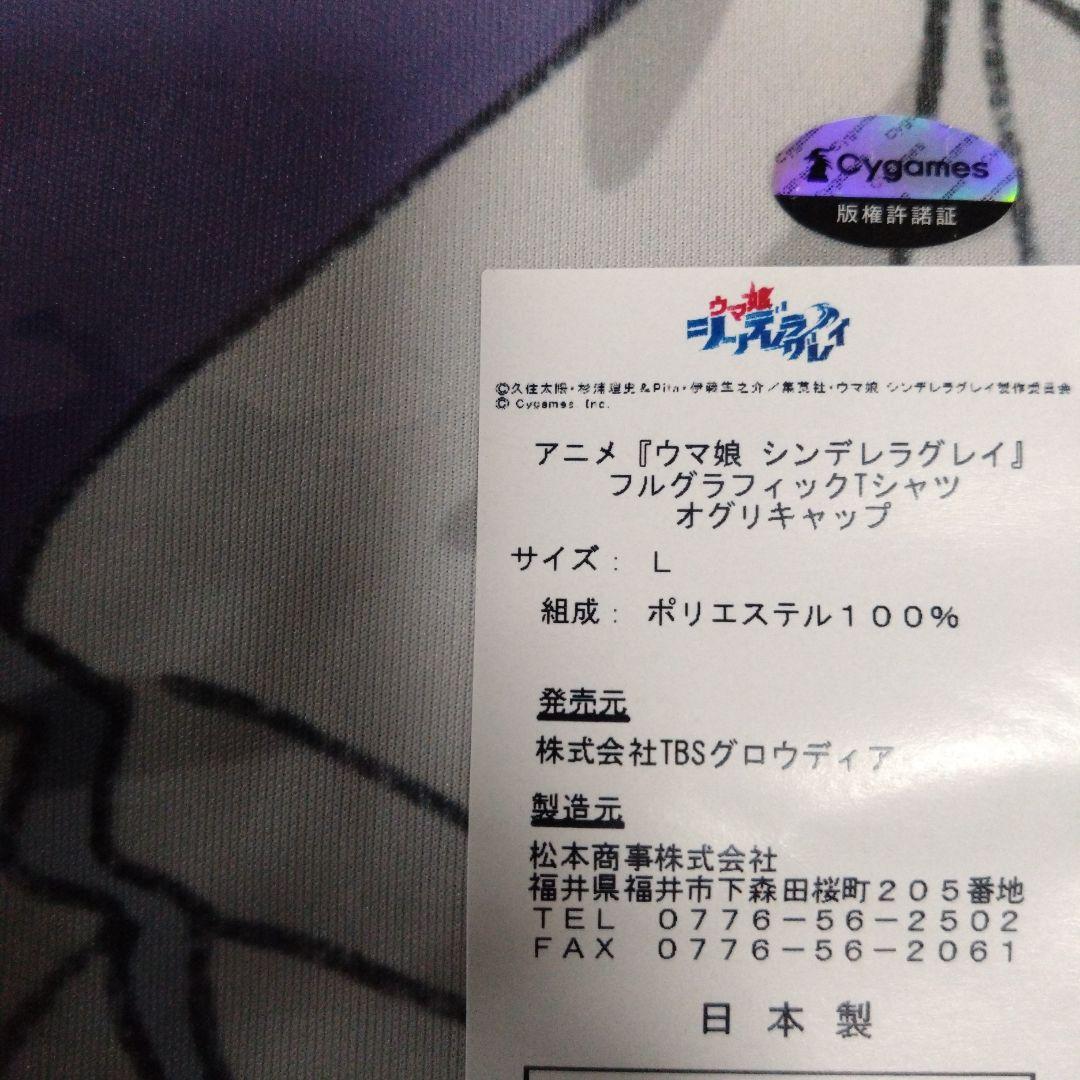 Cygames
版権許諾証
ウマ娘
シンデレラグレイ
©久住太陽・杉浦理史＆Pita・伊藤隼之介／集英社・ウマ娘 シンデレラグレイ製作委員会
© Cygames, Inc.
アニメ『ウマ娘 シンデレラグレイ』
フルグラフィックTシャツ
オグリキャップ
サイズ： L
組成： ポリエステル１００％
発売元
株式会社TBSグロウディア
製造元
松本商事株式会社
福井県福井市下森田桜町２０５番地
ＴＥＬ　０７７６－５６－２５０２
ＦＡＸ　０７７６－５６－２０６１
日本製